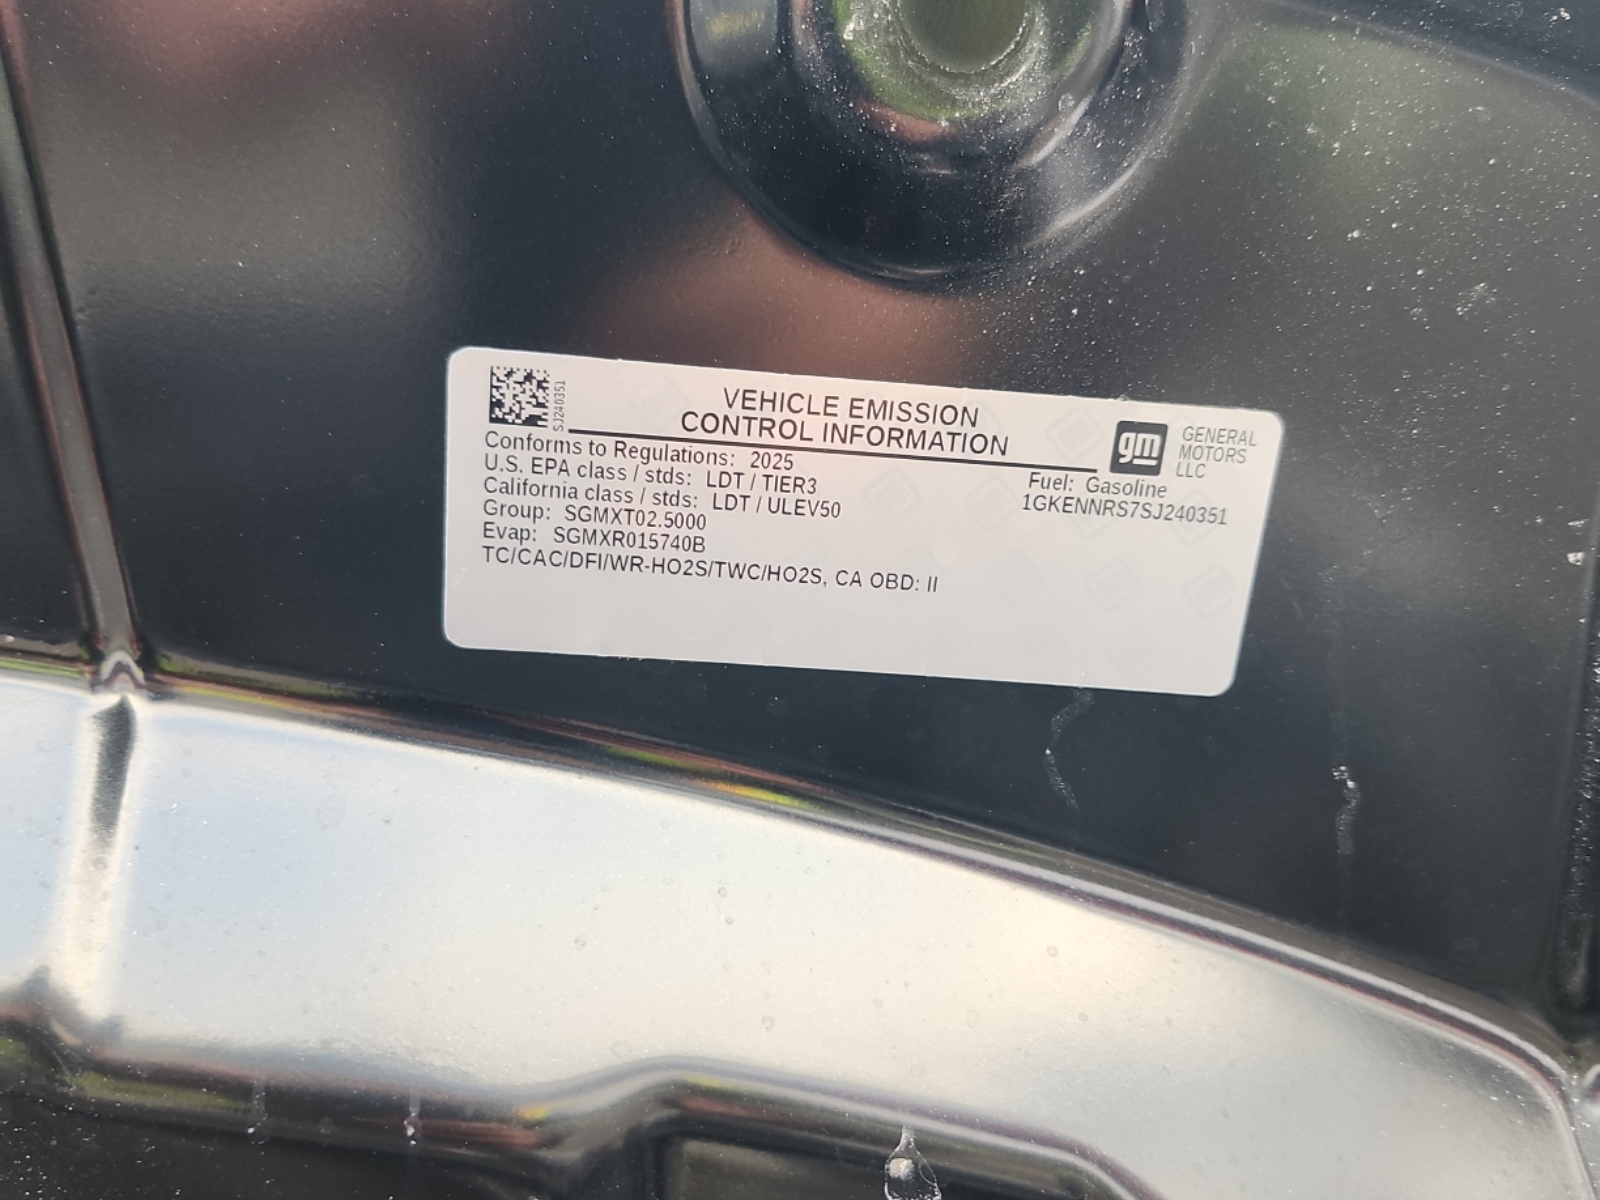 SJ240351
VEHICLE EMISSION
CONTROL INFORMATION
gm
GENERAL
MOTORS
LLC
Conforms to Regulations: 2025
U.S. EPA class / stds: LDT / TIER3
California class / stds: LDT / ULEV50
Group: SGMXT02.5000
Evap: SGMXR015740B
TC/CAC/DFI/WR-HO2S/TWC/HO2S, CA OBD: II
Fuel: Gasoline
1GKENNRS7SJ240351